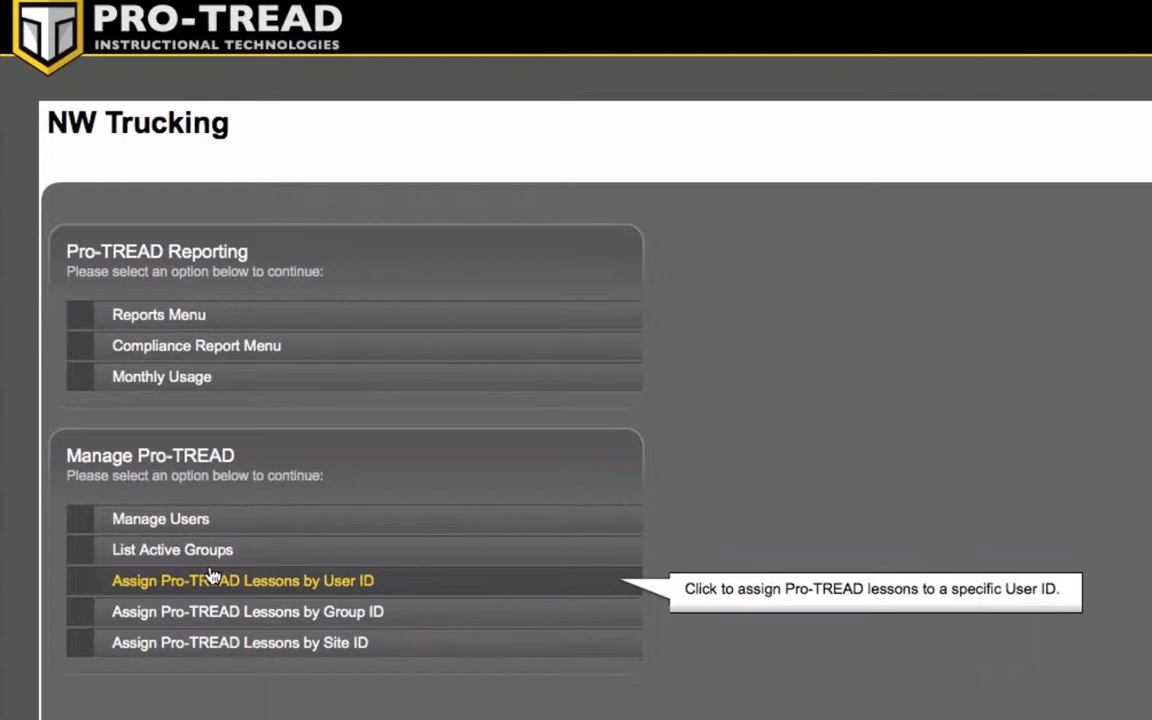 PRO-TREAD
INSTRUCTIONAL TECHNOLOGIES
NW Trucking
Pro-TREAD Reporting
Please select an option below to continue:
Reports Menu
Compliance Report Menu
Monthly Usage
Manage Pro-TREAD
Please select an option below to continue:
Manage Users
List Active Groups
Assign Pro-TREAD Lessons by User ID
Click to assign Pro-TREAD lessons to a specific User ID.
Assign Pro-TREAD Lessons by Group ID
Assign Pro-TREAD Lessons by Site ID